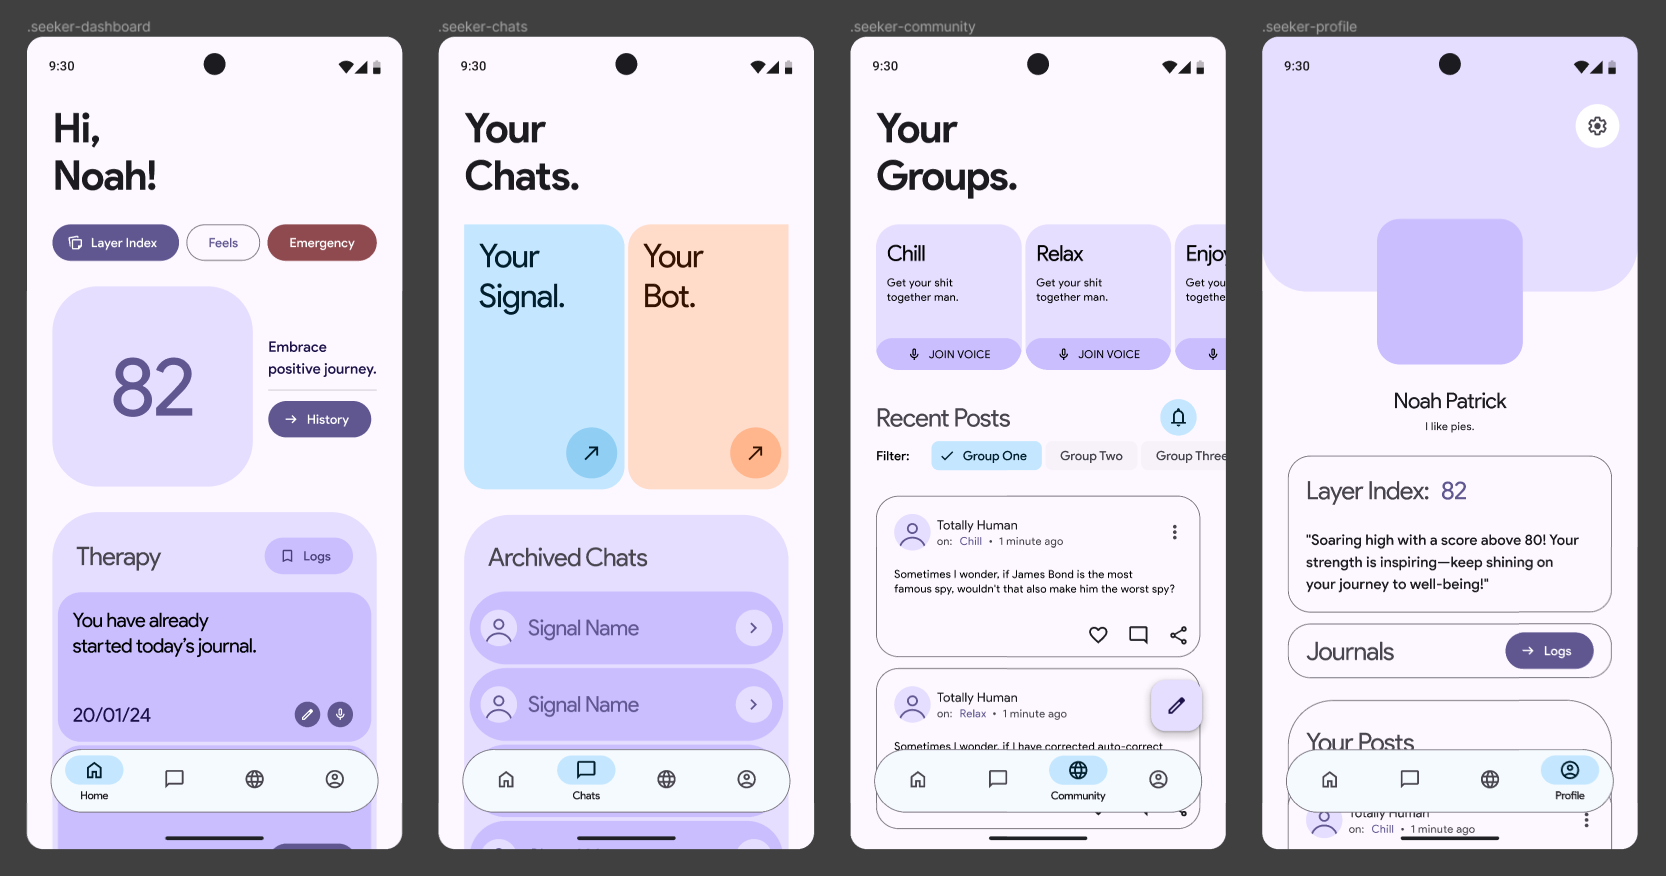 .seeker-dashboard
9:30
Hi,
Noah!
Layer Index
Feels
Emergency
82
Embrace
positive journey.
History
Therapy
Logs
You have already
started today's journal.
20/01/24
Home
.seeker-chats
9:30
Your
Chats.
Your
Signal.
Your
Bot.
Archived Chats
Signal Name
Signal Name
Chats
.seeker-community
9:30
Your
Groups.
Chill
Get your shit
together man.
JOIN VOICE
Relax
Get your shit
together man.
JOIN VOICE
Enjoy
Get you
togethe
Recent Posts
Filter:
Group One
Group Two
Group Three
Totally Human
on: Chill • 1 minute ago
Sometimes I wonder, if James Bond is the most
famous spy, wouldn't that also make him the worst spy?
Totally Human
on: Relax • 1 minute ago
Sometimes I wonder, if I have corrected auto-correct
Community
.seeker-profile
9:30
Noah Patrick
I like pies.
Layer Index: 82
"Soaring high with a score above 80! Your
strength is inspiring—keep shining on
your journey to well-being!"
Journals
Logs
Your Posts
Profile
Totally Human
on: Chill • 1 minute ago